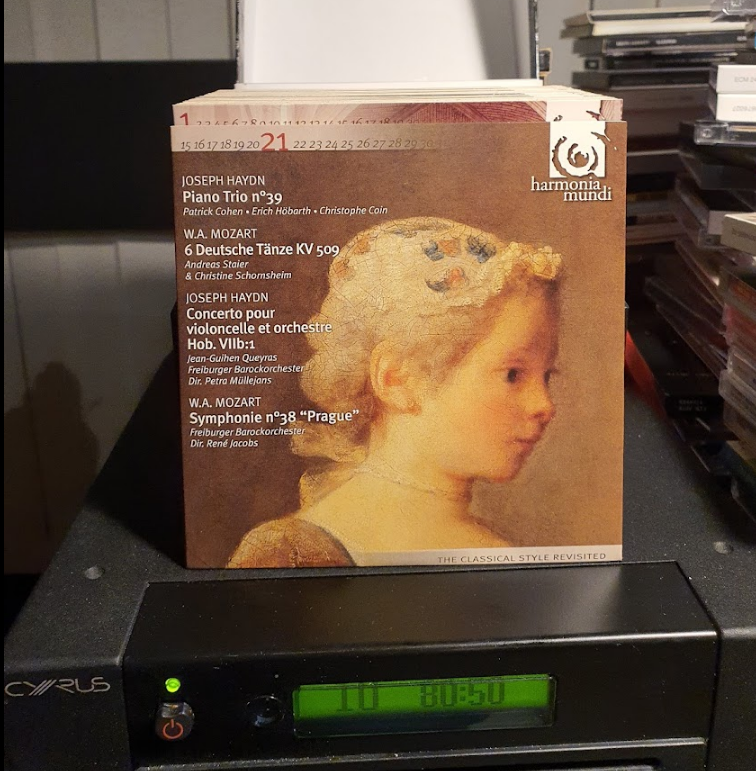 15 16 17 18 19 20 21 22 23 24 25 26 27 28 29 30
harmonia
mundi
JOSEPH HAYDN
Piano Trio n°39
Patrick Cohen • Erich Höbarth • Christophe Coin
W.A. MOZART
6 Deutsche Tänze KV 509
Andreas Staier
& Christine Schornsheim
JOSEPH HAYDN
Concerto pour
violoncelle et orchestre
Hob. VIIb:1
Jean-Guihen Queyras
Freiburger Barockorchester
Dir. Petra Müllejans
W.A. MOZART
Symphonie n°38 “Prague”
Freiburger Barockorchester
Dir. René Jacobs
THE CLASSICAL STYLE REVISITED
CYRUS
10 80:50